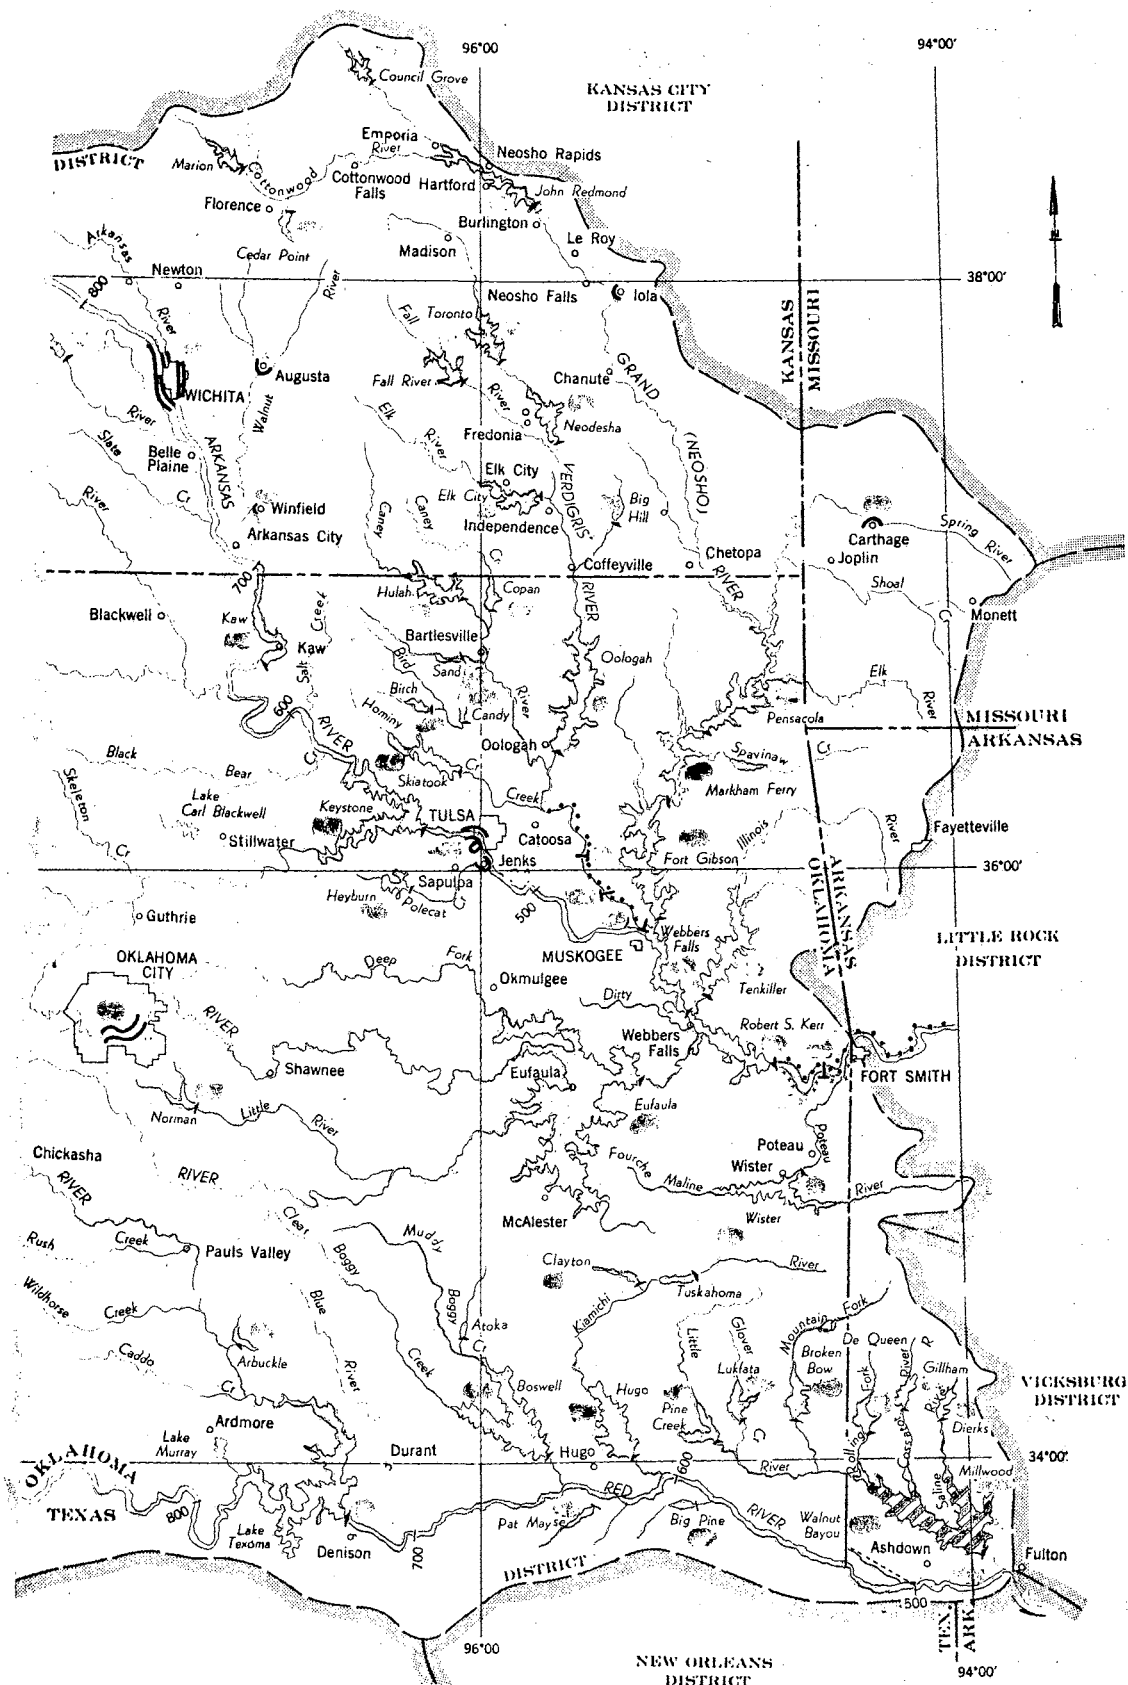 96°00'
94°00'
KANSAS CITY
DISTRICT
Council Grove
DISTRICT
Marion
Cottonwood
Emporia
River
Neosho Rapids
Cottonwood
Falls
Hartford
John Redmond
Florence
Burlington
Le Roy
Madison
Cedar Point
Arkansas
River
Newton
800
River
38°00'
Neosho Falls
Iola
Toronto
Fall
River
KANSAS
MISSOURI
Augusta
Fall River
Chanute
GRAND
(NEOSHO)
WICHITA
Walnut
Elk
River
Fredonia
Neodesha
River
Slate
Cr
Belle
Plaine
ARKANSAS
Elk City
Elk City
VERDIGRIS
Big
Hill
River
Winfield
Caney
Caney
Independence
Carthage
Spring
River
Arkansas City
Cr
Coffeyville
Chetopa
Joplin
700
RIVER
Shoal
Cr
Hulah
Copan
RIVER
Monett
Blackwell
Kaw
Kaw
Salt
Creek
Bartlesville
Bird
Sand
Oologah
Elk
River
Birch
Candy
River
Hominy
Pensacola
MISSOURI
ARKANSAS
600
RIVER
Cr
Oologah
Spavinaw
Cr
Black
Bear
Skiatook
Cr
Markham Ferry
Skeleton
Cr
Lake
Carl Blackwell
Keystone
TULSA
Creek
Catoosa
Illinois
River
Fayetteville
Stillwater
Jenks
Fort Gibson
36°00'
Sapulpa
Heyburn
Polecat
500
ARKANSAS
OKLAHOMA
Guthrie
Webbers
Falls
LITTLE ROCK
DISTRICT
OKLAHOMA
CITY
Deep
Fork
MUSKOGEE
Okmulgee
Dirty
Tenkiller
RIVER
Webbers
Falls
Robert S. Kerr
Shawnee
Eufaula
FORT SMITH
Norman
Little
River
Eufaula
Chickasha
RIVER
RIVER
Poteau
Poteau
Fourche
Maline
River
Wister
Wister
McAlester
Clear
Boggy
Creek
Muddy
Boggy
Cr
Rush
Creek
Pauls Valley
Clayton
River
Tuskahoma
Kiamichi
Wildhorse
Creek
Blue
River
Atoka
Little
Glover
Cr
Mountain Fork
De Queen
R
Caddo
Cr
Arbuckle
Lukfata
Broken
Bow
Rolling
Fork
Cossatot
River
Gillham
Boswell
Hugo
Pine
Creek
VICKSBURG
DISTRICT
Ardmore
Lake
Murray
Durant
Hugo
River
Saline
Dierks
Millwood
34°00'
OKLAHOMA
TEXAS
600
RED
RIVER
800
Lake
Texoma
Denison
700
Pat Mayse
Big Pine
Walnut
Bayou
Ashdown
Fulton
DISTRICT
500
TEX.
ARK.
96°00'
NEW ORLEANS
DISTRICT
94°00'